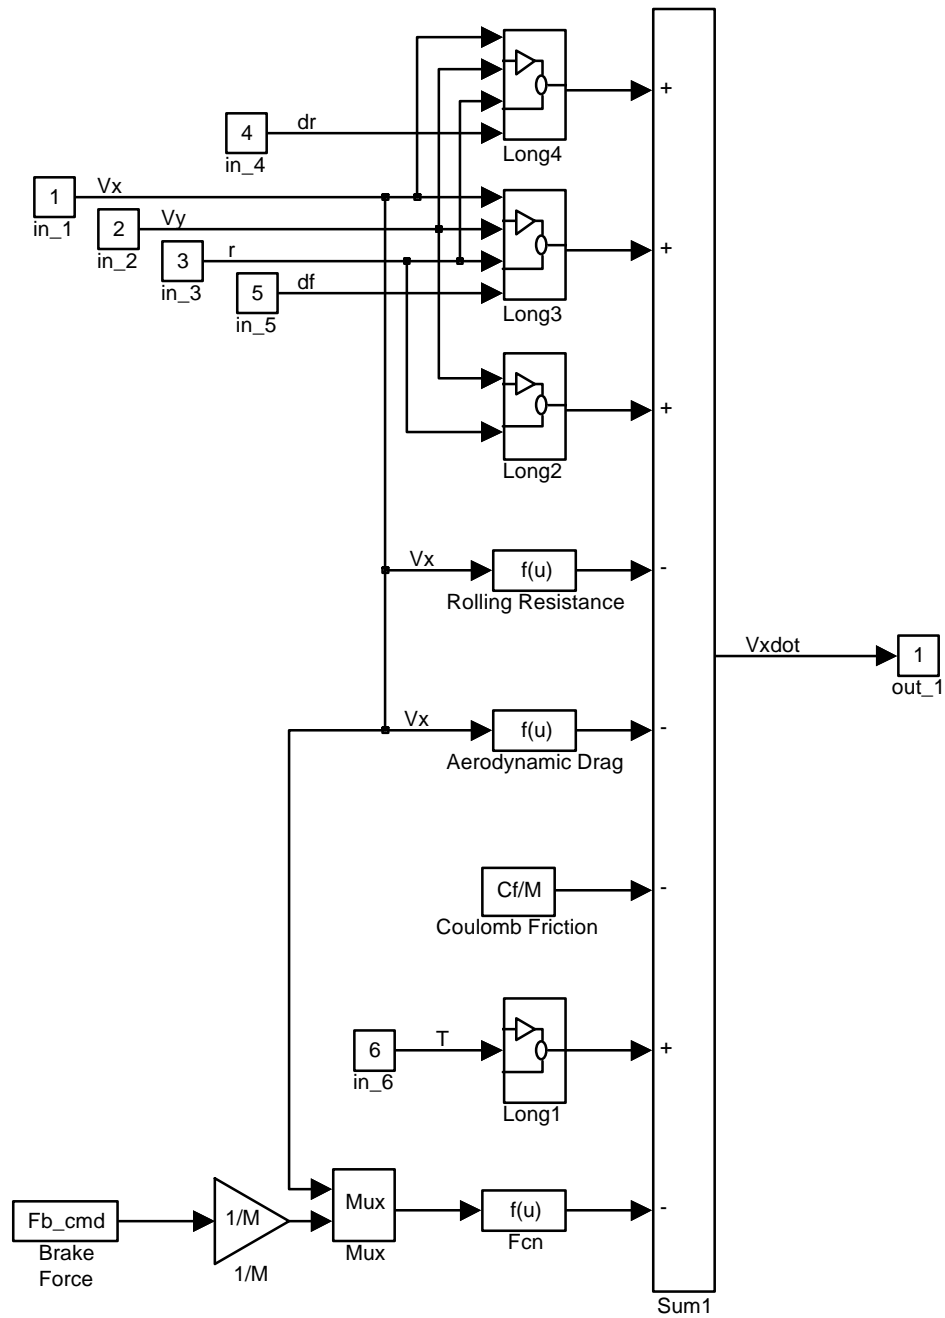 +
4
dr
in_4
Long4
1
Vx
in_1
2
Vy
in_2
3
r
in_3
5
df
in_5
Long3
+
Long2
+
Vx
f(u)
Rolling Resistance
-
Vxdot
1
out_1
Vx
f(u)
Aerodynamic Drag
-
Cf/M
Coulomb Friction
-
6
T
in_6
Long1
+
Fb_cmd
Brake
Force
1/M
1/M
Mux
Mux
f(u)
Fcn
-
Sum1